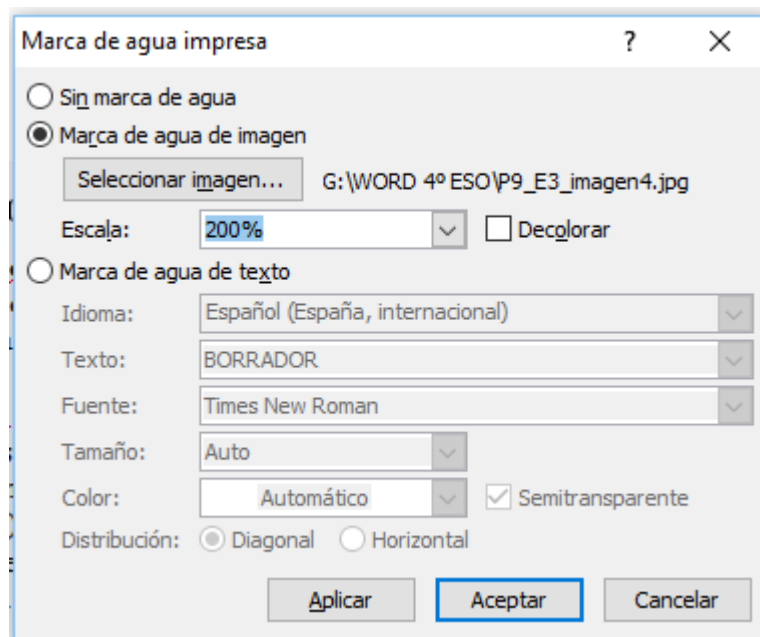 Marca de agua impresa ? ×
Sin marca de agua
Marca de agua de imagen
Seleccionar imagen... G:\WORD 4º ESO\P9_E3_imagen4.jpg
Escala: 200% Decolorar
Marca de agua de texto
Idioma: Español (España, internacional)
Texto: BORRADOR
Fuente: Times New Roman
Tamaño: Auto
Color: Automático Semitransparente
Distribución: Diagonal Horizontal
Aplicar Aceptar Cancelar